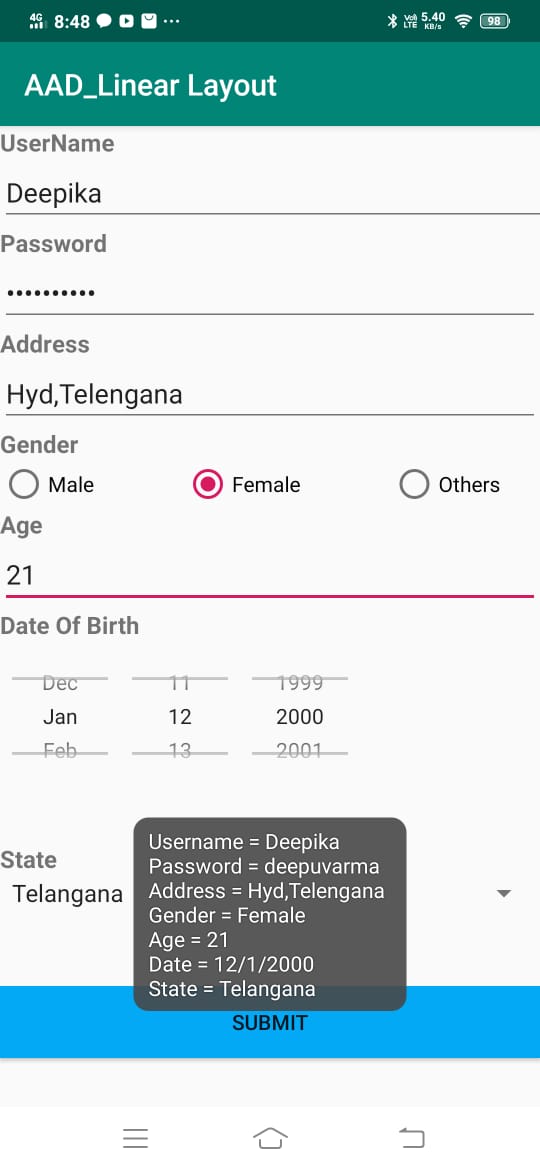 4G 8:48 Voi) LTE 5.40 KB/s 98
AAD_Linear Layout
UserName
Deepika
Password
••••••••••
Address
Hyd,Telengana
Gender
Male Female Others
Age
21
Date Of Birth
Dec 11 1999
Jan 12 2000
Feb 13 2001
State
Telangana
Username = Deepika
Password = deepuvarma
Address = Hyd,Telengana
Gender = Female
Age = 21
Date = 12/1/2000
State = Telangana
SUBMIT